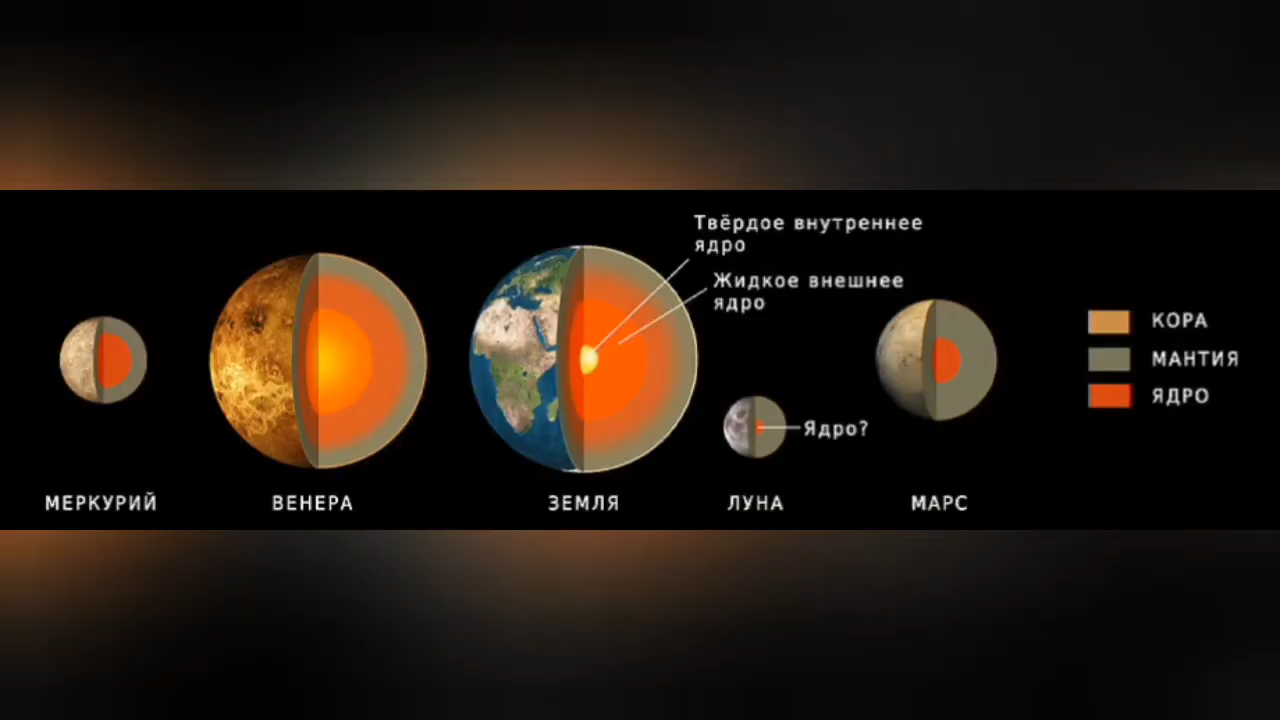 Твёрдое внутреннее
ядро
Жидкое внешнее
ядро
КОРА
МАНТИЯ
ЯДРО
Ядро?
МЕРКУРИЙ
ВЕНЕРА
ЗЕМЛЯ
ЛУНА
МАРС